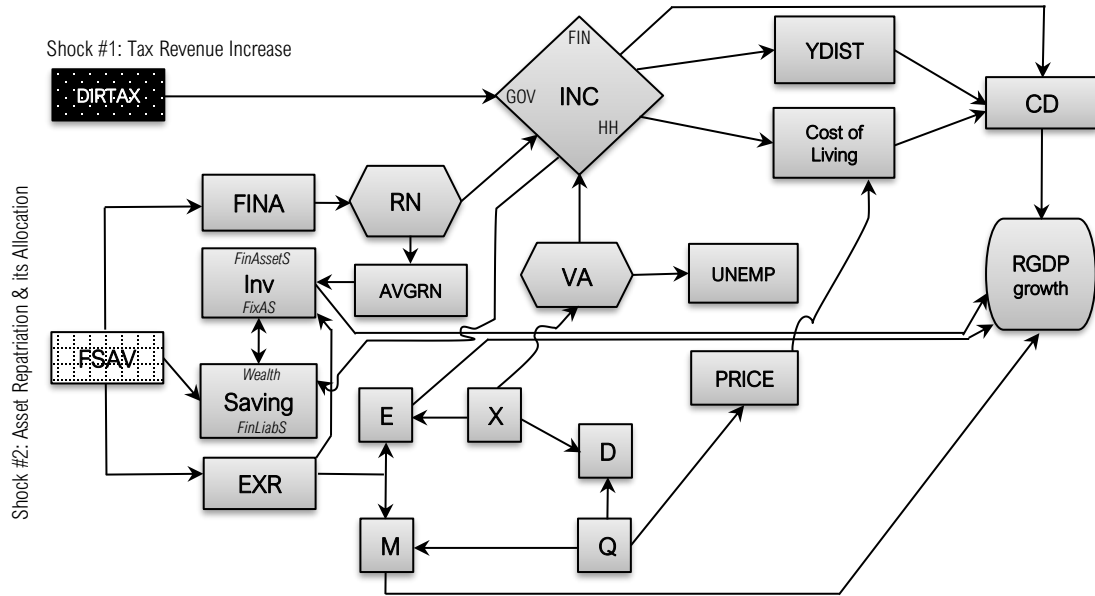 Shock #1: Tax Revenue Increase
DIRTAX
FIN
GOV
INC
HH
YDIST
Cost of
Living
CD
FINA
RN
AVGRN
FinAssetS
Inv
FixAS
VA
UNEMP
RGDP
growth
Shock #2: Asset Repatriation & its Allocation
FSAV
Wealth
Saving
FinLiabS
EXR
E
X
D
PRICE
M
Q